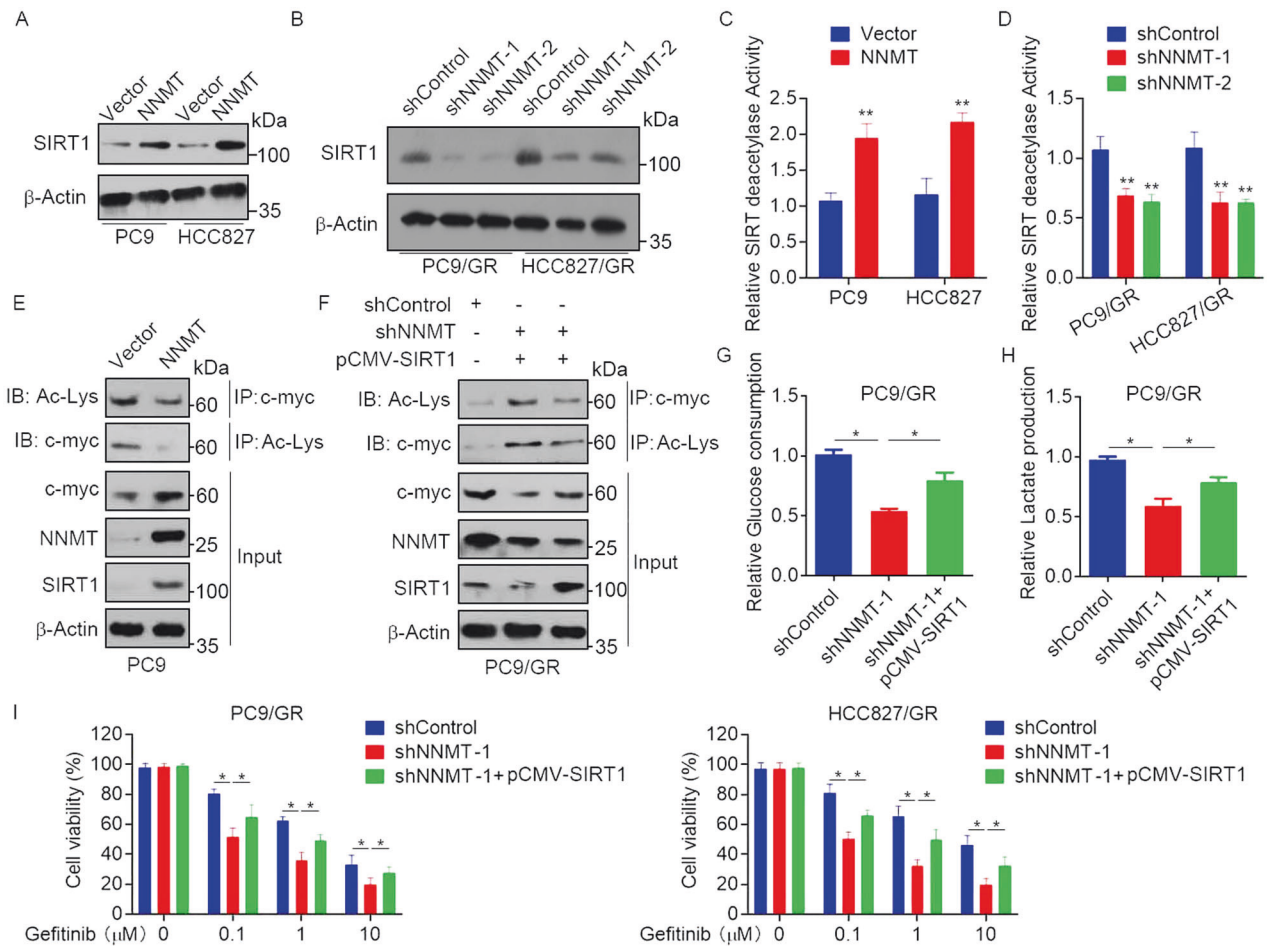 A
Vector
NNMT
Vector
NNMT
kDa
SIRT1
100
β-Actin
35
PC9
HCC827
B
shControl
shNNMT-1
shNNMT-2
shControl
shNNMT-1
shNNMT-2
kDa
SIRT1
100
β-Actin
35
PC9/GR
HCC827/GR
C
Vector
NNMT
Relative SIRT deacetylase Activity
2.5
2.0
1.5
1.0
0.5
0.0
**
**
PC9
HCC827
D
shControl
shNNMT-1
shNNMT-2
Relative SIRT deacetylase Activity
1.5
1.0
0.5
0.0
**
**
**
**
PC9/GR
HCC827/GR
E
Vector
NNMT
kDa
IB: Ac-Lys
60
IP: c-myc
IB: c-myc
60
IP: Ac-Lys
c-myc
60
NNMT
25
SIRT1
100
β-Actin
35
Input
PC9
F
shControl + - -
shNNMT - + +
pCMV-SIRT1 - + +
kDa
IB: Ac-Lys
60
IP: c-myc
IB: c-myc
60
IP: Ac-Lys
c-myc
60
NNMT
25
SIRT1
100
β-Actin
35
Input
PC9/GR
G
PC9/GR
Relative Glucose consumption
1.5
1.0
0.5
0.0
*
*
shControl
shNNMT-1
shNNMT-1+
pCMV-SIRT1
H
PC9/GR
Relative Lactate production
1.5
1.0
0.5
0.0
*
*
shControl
shNNMT-1
shNNMT-1+
pCMV-SIRT1
I
PC9/GR
shControl
shNNMT-1
shNNMT-1+pCMV-SIRT1
Cell viability (%)
120
100
80
60
40
20
0
* *
* *
* *
Gefitinib (μM) 0 0.1 1 10
HCC827/GR
shControl
shNNMT-1
shNNMT-1+pCMV-SIRT1
Cell viability (%)
120
100
80
60
40
20
0
* *
* *
* *
Gefitinib (μM) 0 0.1 1 10